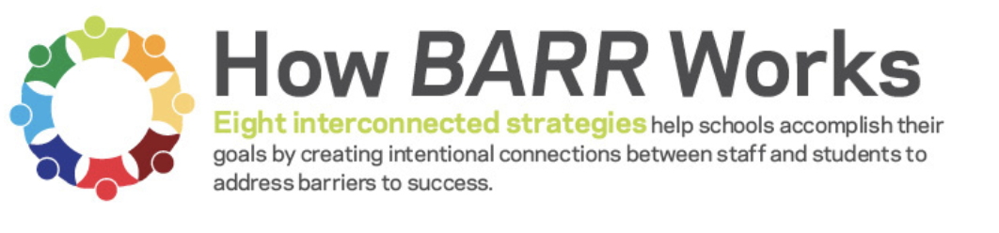 How BARR Works
Eight interconnected strategies help schools accomplish their
goals by creating intentional connections between staff and students to
address barriers to success.